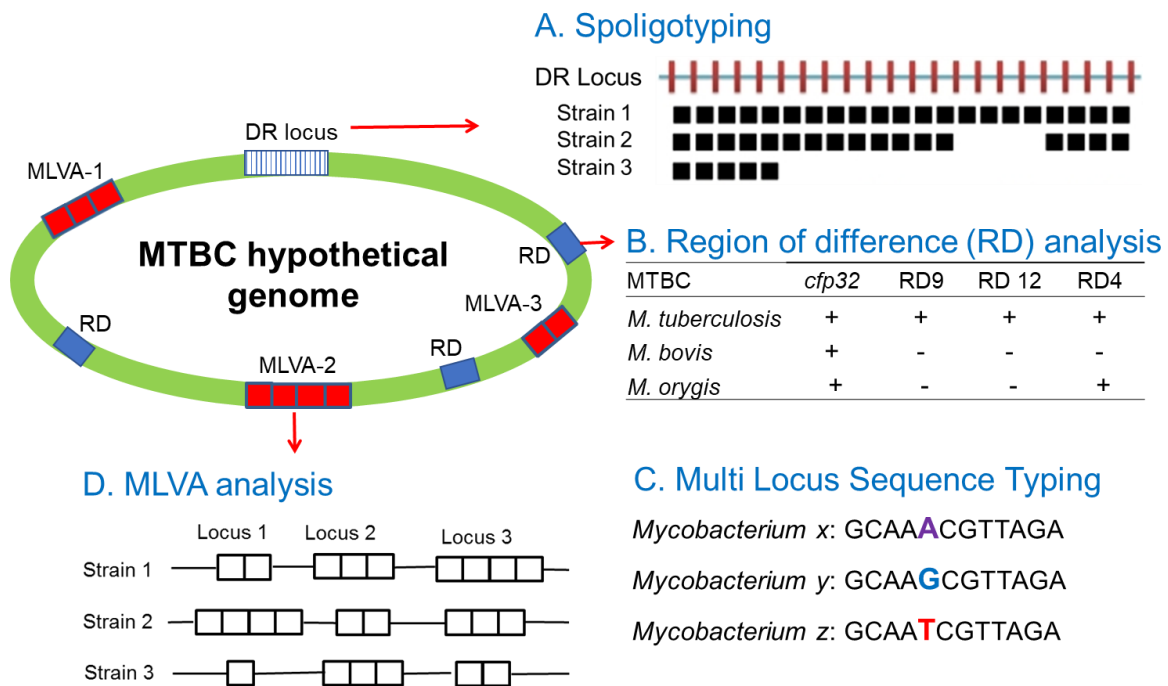 A. Spoligotyping
DR Locus
Strain 1
Strain 2
Strain 3
DR locus
MLVA-1
MTBC hypothetical
genome
RD
MLVA-3
RD
RD
MLVA-2
B. Region of difference (RD) analysis
MTBC cfp32 RD9 RD 12 RD4
M. tuberculosis + + + +
M. bovis + - - -
M. orygis + - - +
C. Multi Locus Sequence Typing
Mycobacterium x: GCAAACGTTAGA
Mycobacterium y: GCAAGCGTTAGA
Mycobacterium z: GCAATCGTTAGA
D. MLVA analysis
Locus 1 Locus 2 Locus 3
Strain 1
Strain 2
Strain 3